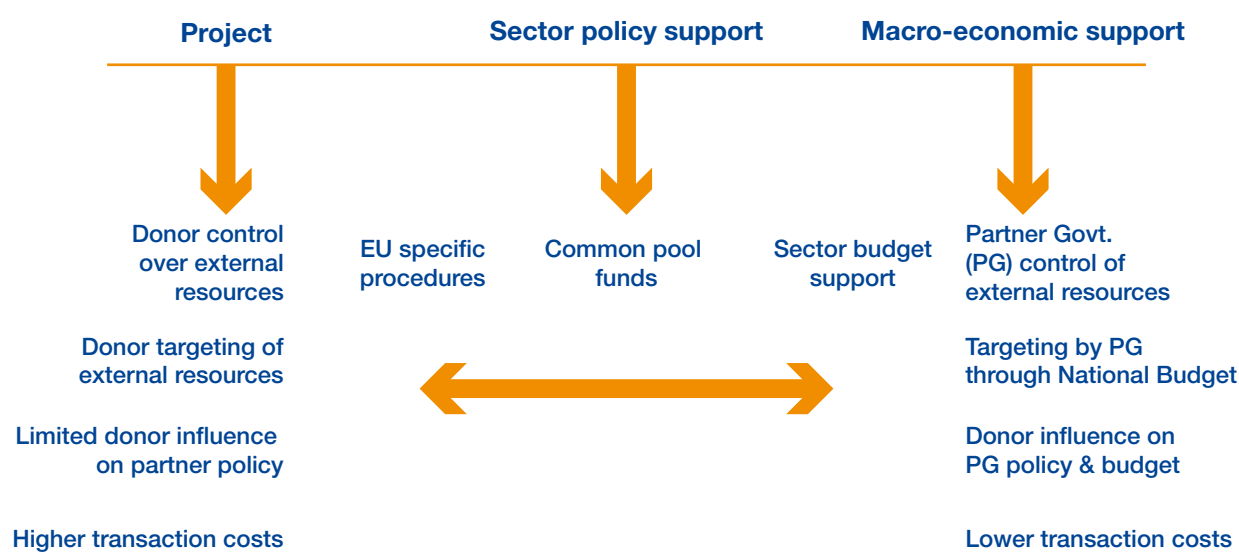 Project
Sector policy support
Macro-economic support
Donor control
over external
resources
EU specific
procedures
Common pool
funds
Sector budget
support
Partner Govt.
(PG) control of
external resources
Donor targeting of
external resources
Targeting by PG
through National Budget
Limited donor influence
on partner policy
Donor influence on
PG policy & budget
Higher transaction costs
Lower transaction costs